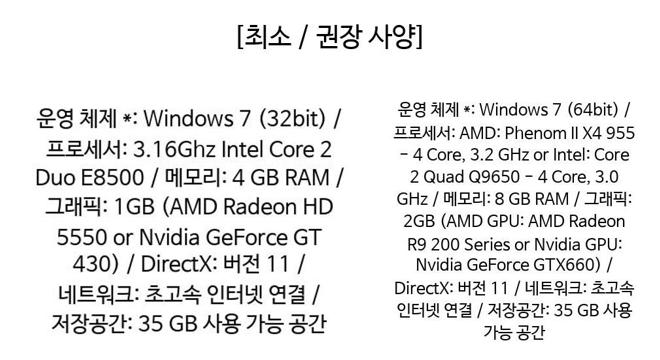 [최소 / 권장 사양]
운영 체제 *: Windows 7 (32bit) /
프로세서: 3.16Ghz Intel Core 2
Duo E8500 / 메모리: 4 GB RAM /
그래픽: 1GB (AMD Radeon HD
5550 or Nvidia GeForce GT
430) / DirectX: 버전 11 /
네트워크: 초고속 인터넷 연결 /
저장공간: 35 GB 사용 가능 공간
운영 체제 *: Windows 7 (64bit) /
프로세서: AMD: Phenom II X4 955
– 4 Core, 3.2 GHz or Intel: Core
2 Quad Q9650 – 4 Core, 3.0
GHz / 메모리: 8 GB RAM / 그래픽:
2GB (AMD GPU: AMD Radeon
R9 200 Series or Nvidia GPU:
Nvidia GeForce GTX660) /
DirectX: 버전 11 / 네트워크: 초고속
인터넷 연결 / 저장공간: 35 GB 사용
가능 공간